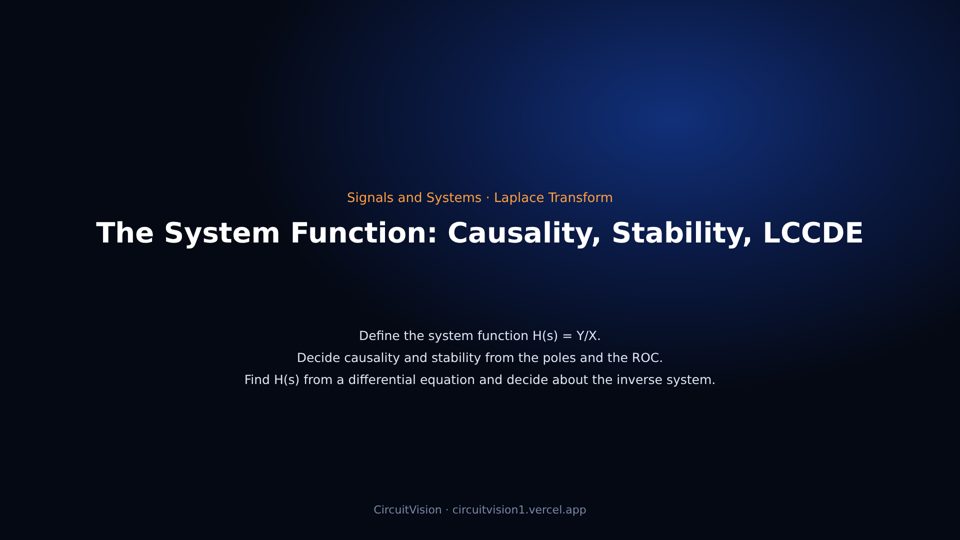 Signals and Systems · Laplace Transform
The System Function: Causality, Stability, LCCDE
Define the system function H(s) = Y/X.
Decide causality and stability from the poles and the ROC.
Find H(s) from a differential equation and decide about the inverse system.
CircuitVision · circuitvision1.vercel.app